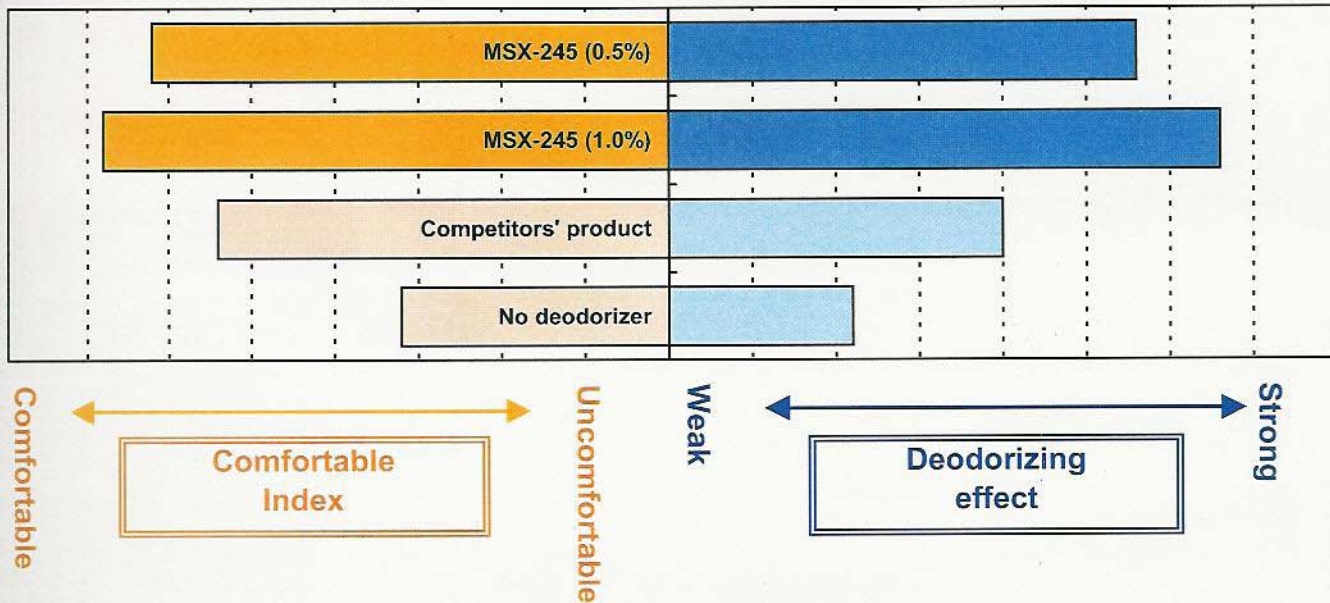 MSX-245 (0.5%)
MSX-245 (1.0%)
Competitors' product
No deodorizer
Comfortable
Uncomfortable
Comfortable
Index
Weak
Strong
Deodorizing
effect